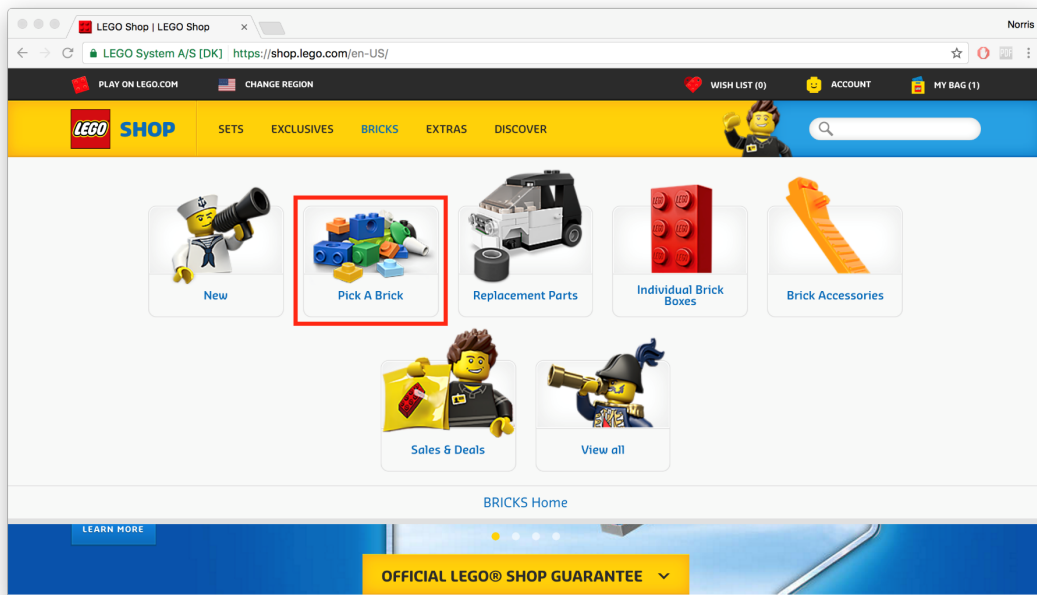 LEGO Shop | LEGO Shop
Norris
LEGO System A/S [DK] https://shop.lego.com/en-US/
PLAY ON LEGO.COM CHANGE REGION WISH LIST (0) ACCOUNT MY BAG (1)
LEGO SHOP SETS EXCLUSIVES BRICKS EXTRAS DISCOVER
New
Pick A Brick
Replacement Parts
Individual Brick
Boxes
Brick Accessories
Sales & Deals
View all
BRICKS Home
LEARN MORE
OFFICIAL LEGO® SHOP GUARANTEE